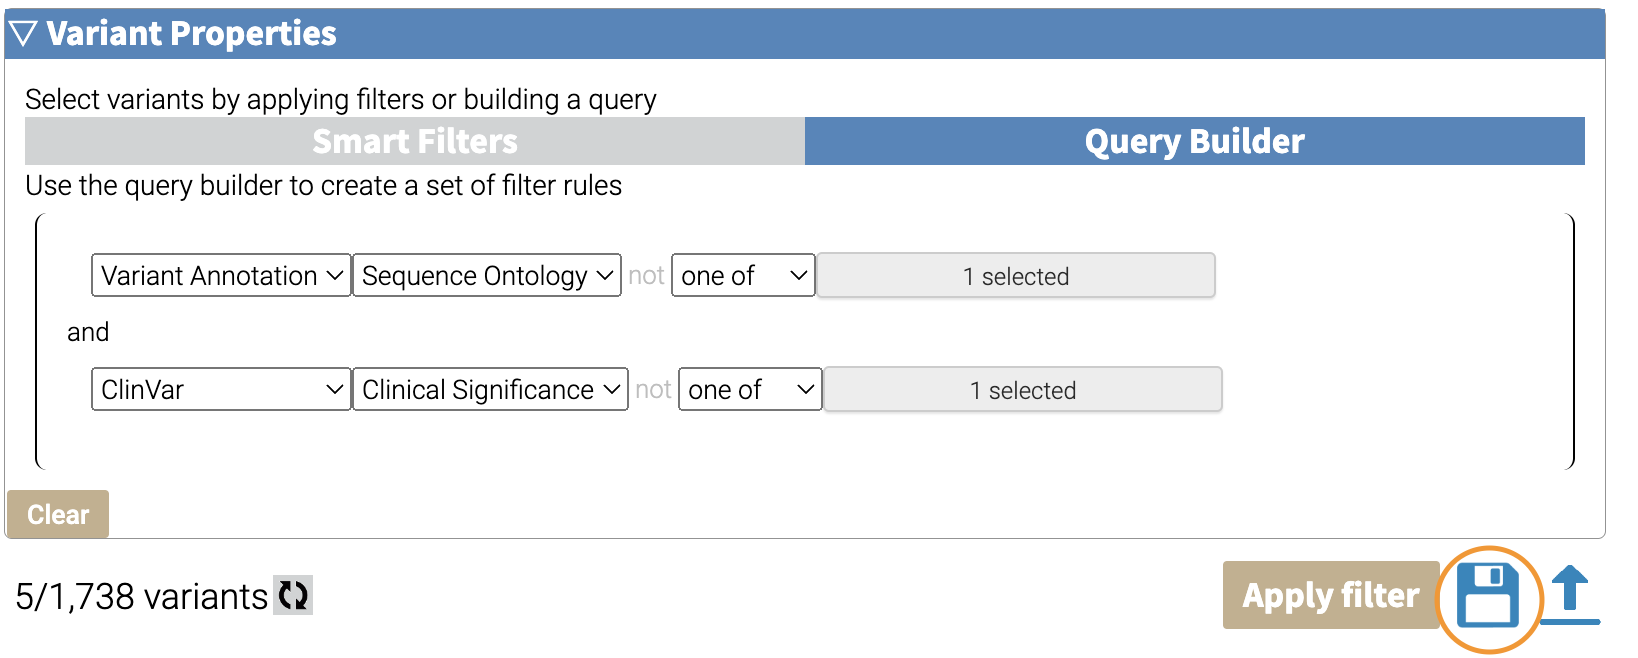 Variant Properties
Select variants by applying filters or building a query
Smart Filters Query Builder
Use the query builder to create a set of filter rules
Variant Annotation Sequence Ontology not one of 1 selected
and
ClinVar Clinical Significance not one of 1 selected
Clear
5/1,738 variants Apply filter